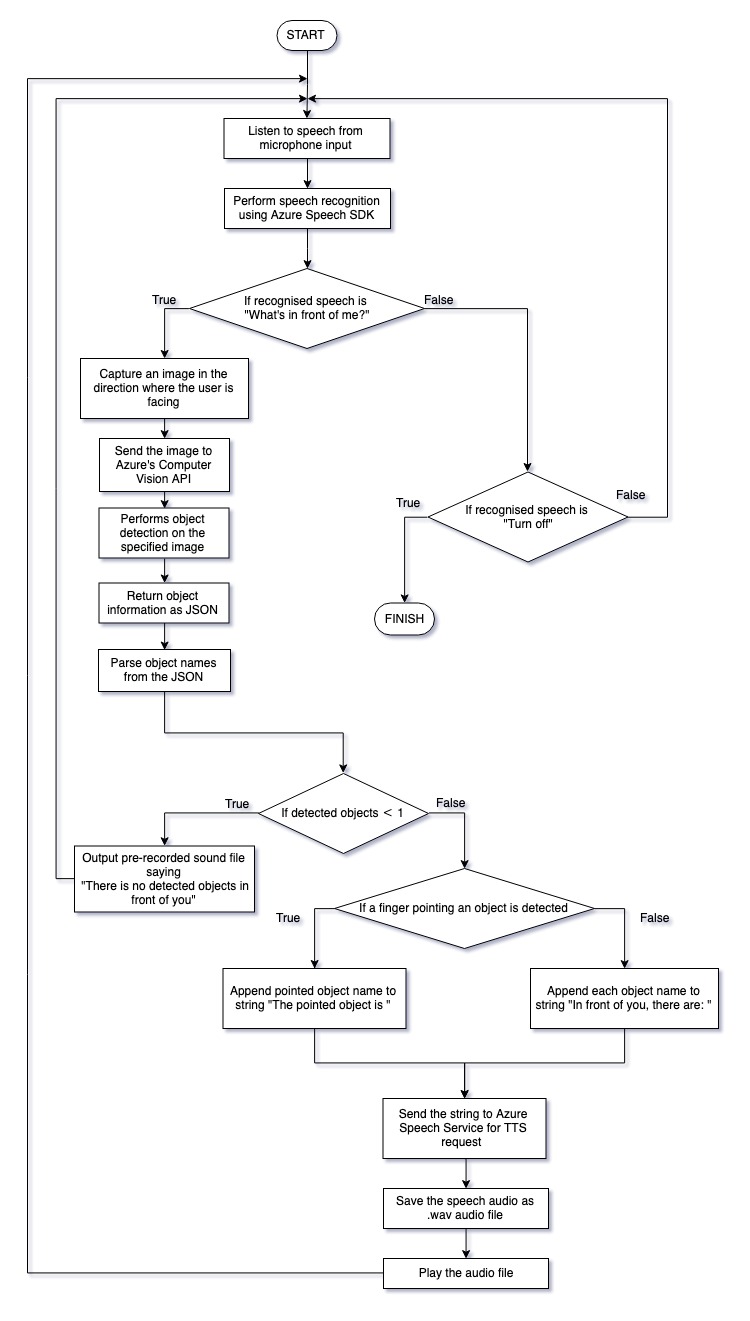 START
Listen to speech from
microphone input
Perform speech recognition
using Azure Speech SDK
True
If recognised speech is
"What's in front of me?"
False
Capture an image in the
direction where the user is
facing
Send the image to
Azure's Computer
Vision API
Performs object
detection on the
specified image
Return object
information as JSON
Parse object names
from the JSON
True
If recognised speech is
"Turn off"
False
FINISH
True
If detected objects < 1
False
Output pre-recorded sound file
saying
"There is no detected objects in
front of you"
True
If a finger pointing an object is detected
False
Append pointed object name to
string "The pointed object is "
Append each object name to
string "In front of you, there are: "
Send the string to Azure
Speech Service for TTS
request
Save the speech audio as
.wav audio file
Play the audio file